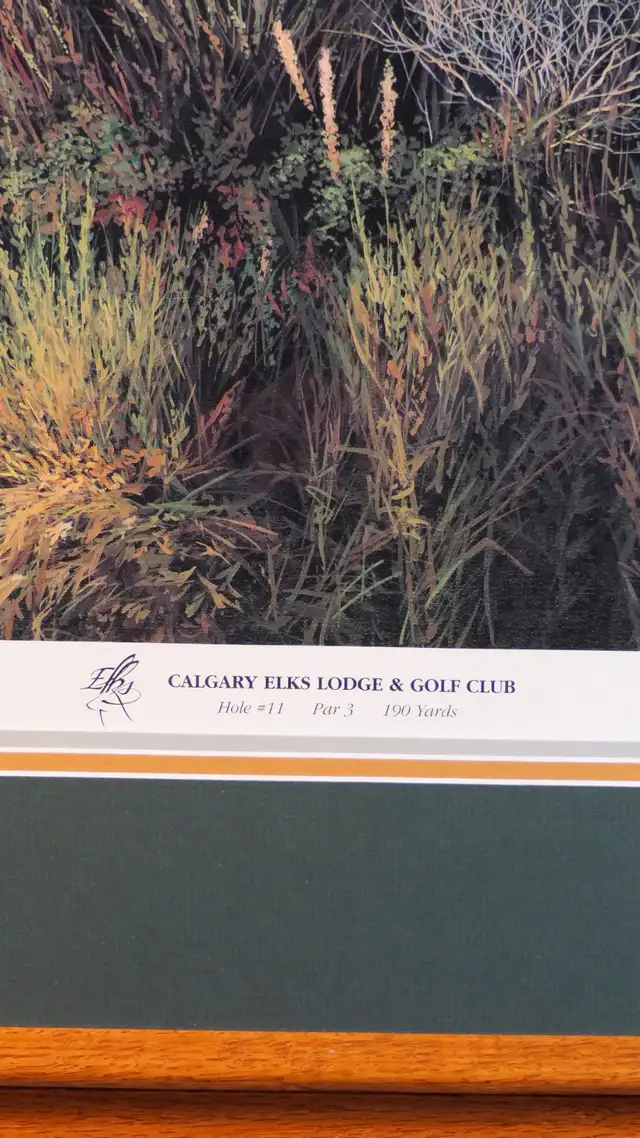 Elks
CALGARY ELKS LODGE & GOLF CLUB
Hole #11 Par 3 190 Yards